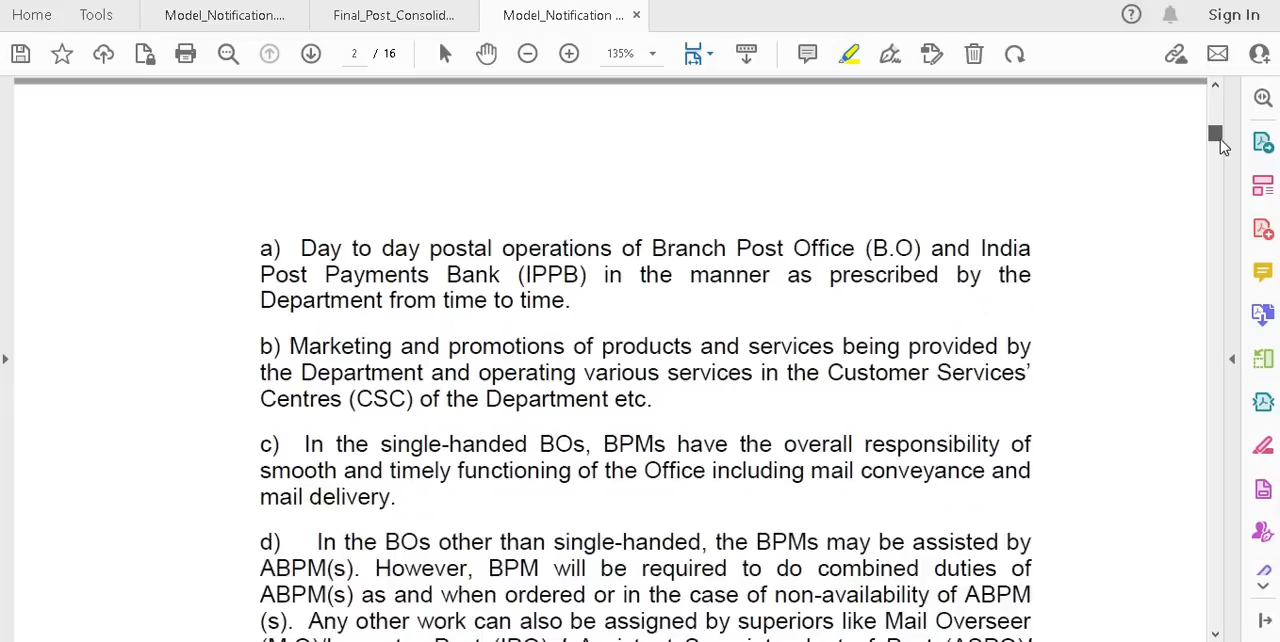 Home Tools Model_Notification.... Final_Post_Consolid... Model_Notification ... × Sign In
2 / 16 135%
a) Day to day postal operations of Branch Post Office (B.O) and India
Post Payments Bank (IPPB) in the manner as prescribed by the
Department from time to time.
b) Marketing and promotions of products and services being provided by
the Department and operating various services in the Customer Services’
Centres (CSC) of the Department etc.
c) In the single-handed BOs, BPMs have the overall responsibility of
smooth and timely functioning of the Office including mail conveyance and
mail delivery.
d) In the BOs other than single-handed, the BPMs may be assisted by
ABPM(s). However, BPM will be required to do combined duties of
ABPM(s) as and when ordered or in the case of non-availability of ABPM
(s). Any other work can also be assigned by superiors like Mail Overseer